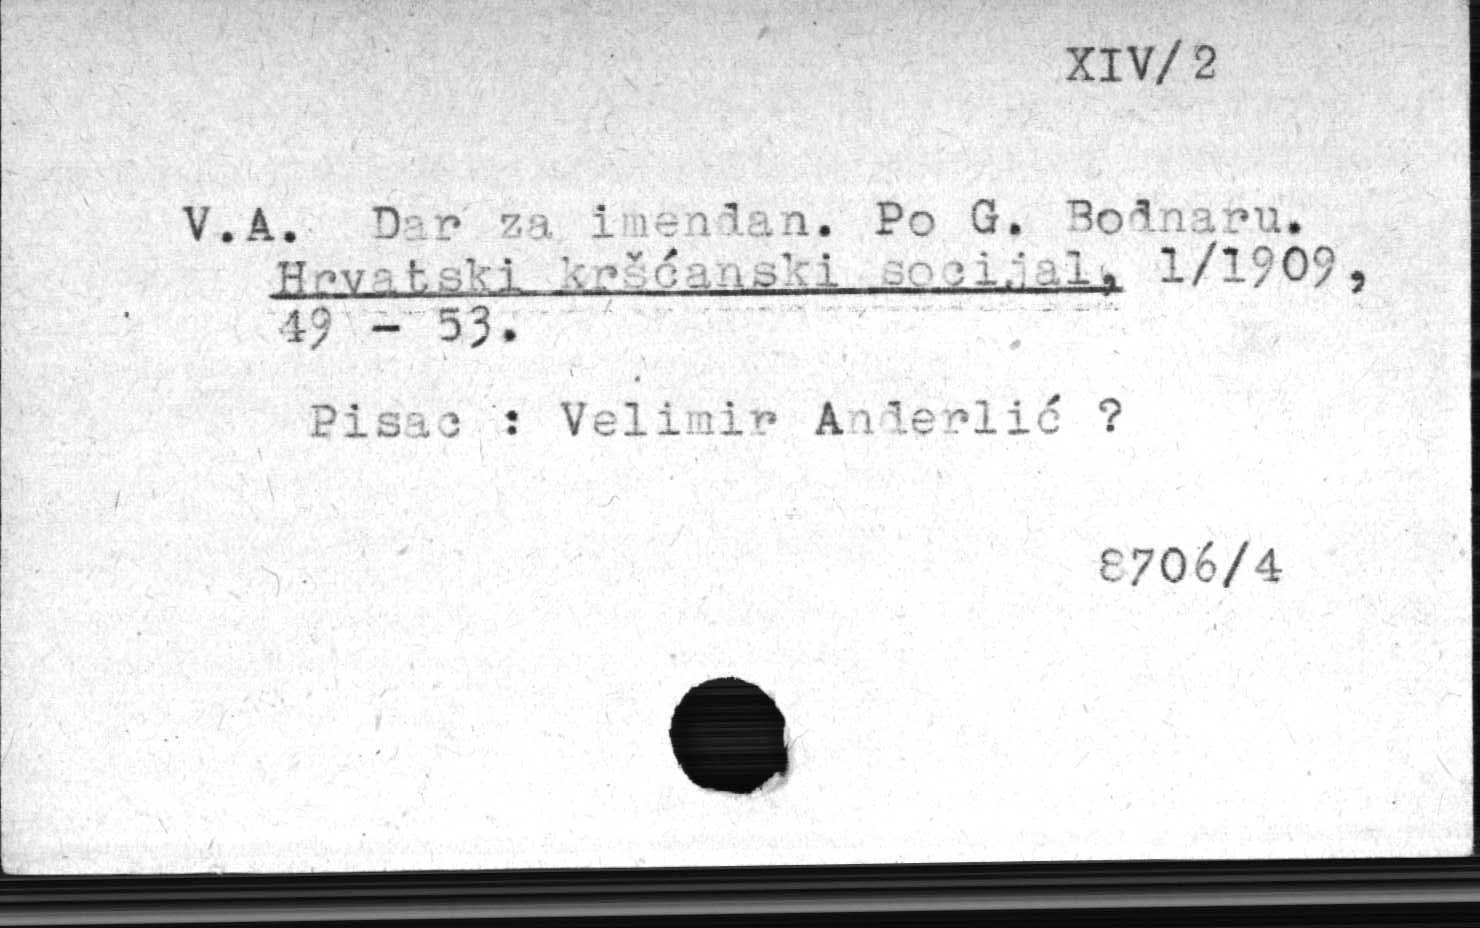 XIV/2
V.A. Dar za imendan. Po G. Bodnaru.
Hrvatski kršćanski socijal, 1/1909,
49 - 53.
Pisac : Velimir Anderlić ?
8706/4